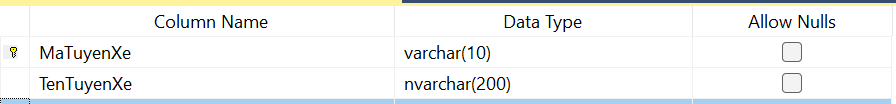 Column Name Data Type Allow Nulls
MaTuyenXe varchar(10)
TenTuyenXe nvarchar(200)